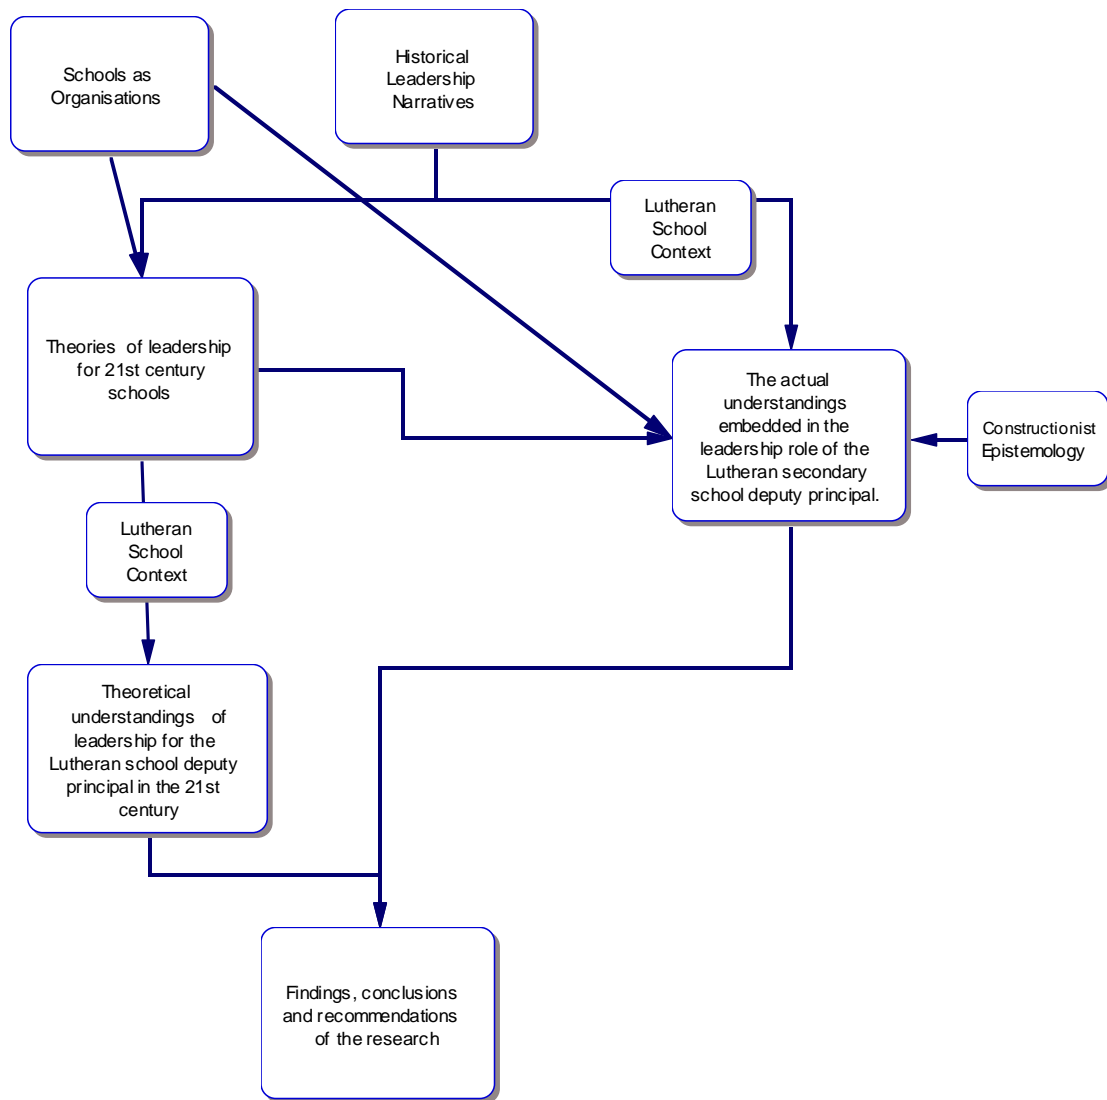 Schools as
Organisations
Historical
Leadership
Narratives
Lutheran
School
Context
Theories of leadership
for 21st century
schools
The actual
understandings
embedded in the
leadership role of the
Lutheran secondary
school deputy principal.
Constructionist
Epistemology
Lutheran
School
Context
Theoretical
understandings of
leadership for the
Lutheran school deputy
principal in the 21st
century
Findings, conclusions
and recommendations
of the research